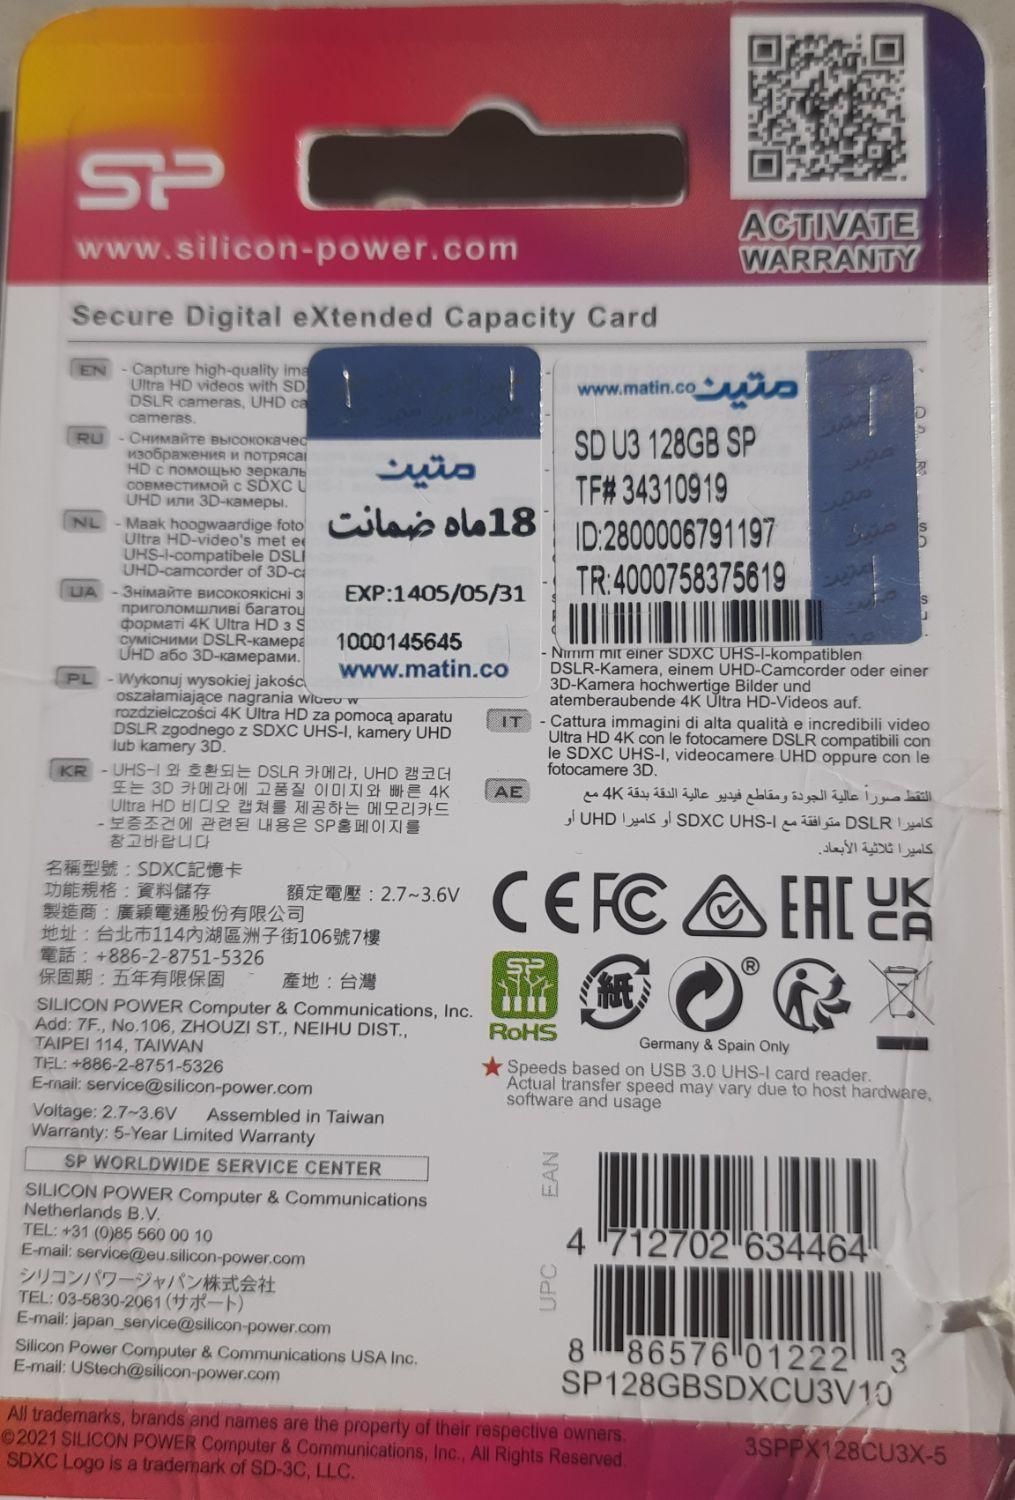 SP
www.silicon-power.com
ACTIVATE
WARRANTY
Secure Digital eXtended Capacity Card
EN - Capture high-quality ima
Ultra HD videos with SD
DSLR cameras, UHD ca
cameras.
RU - Снимайте высококачес
изображения и потряса
HD с помощью зеркаль
совместимой с SDXC U
UHD или 3D-камеры.
NL - Maak hoogwaardige foto
Ultra HD-video's met ee
UHS-I-compatibele DSL
UHD-camcorder of 3D-c
UA - Знімайте високоякісні з
приголомшливі багатоц
форматі 4K Ultra HD з S
сумісними DSLR-камера
UHD або 3D-камерами.
PL - Wykonuj wysokiej jakośc
oszałamiające nagrania wideo w
rozdzielczości 4K Ultra HD za pomocą aparatu
DSLR zgodnego z SDXC UHS-I, kamery UHD
lub kamery 3D.
KR - UHS-I 와 호환되는 DSLR 카메라, UHD 캠코더
또는 3D 카메라에 고품질 이미지와 빠른 4K
Ultra HD 비디오 캡쳐를 제공하는 메모리카드
- 보증조건에 관련된 내용은 SP홈페이지를
참고바랍니다
متین
18ماه ضمانت
EXP:1405/05/31
1000145645
www.matin.co
www.matin.co متین
SD U3 128GB SP
TF# 34310919
ID:2800006791197
TR:4000758375619
- Nimm mit einer SDXC UHS-I-kompatiblen
DSLR-Kamera, einem UHD-Camcorder oder einer
3D-Kamera hochwertige Bilder und
atemberaubende 4K Ultra HD-Videos auf.
IT - Cattura immagini di alta qualità e incredibili video
Ultra HD 4K con le fotocamere DSLR compatibili con
le SDXC UHS-I, videocamere UHD oppure con le
fotocamere 3D.
AE التقط صوراً عالية الجودة ومقاطع فيديو عالية الدقة بدقة 4K مع
كاميرا DSLR متوافقة مع SDXC UHS-I أو كاميرا UHD أو
كاميرا ثلاثية الأبعاد.
名稱型號：SDXC記憶卡
功能規格：資料儲存 額定電壓：2.7~3.6V
製造商：廣穎電通股份有限公司
地址：台北市114內湖區洲子街106號7樓
電話：+886-2-8751-5326
保固期：五年有限保固 產地：台灣
SILICON POWER Computer & Communications, Inc.
Add: 7F., No.106, ZHOUZI ST., NEIHU DIST.,
TAIPEI 114, TAIWAN
TEL: +886-2-8751-5326
E-mail: service@silicon-power.com
Voltage: 2.7~3.6V Assembled in Taiwan
Warranty: 5-Year Limited Warranty
SP WORLDWIDE SERVICE CENTER
SILICON POWER Computer & Communications
Netherlands B.V.
TEL: +31 (0)85 560 00 10
E-mail: service@eu.silicon-power.com
シリコンパワージャパン株式会社
TEL: 03-5830-2061 (サポート)
E-mail: japan_service@silicon-power.com
Silicon Power Computer & Communications USA Inc.
E-mail: UStech@silicon-power.com
CE FC EAC UK CA
SP 紙 ®
RoHS
Germany & Spain Only
★ Speeds based on USB 3.0 UHS-I card reader.
Actual transfer speed may vary due to host hardware,
software and usage
EAN
4 712702 634464
UPC
8 86576 01222 3
SP128GBSDXCU3V10
All trademarks, brands and names are the property of their respective owners.
©2021 SILICON POWER Computer & Communications, Inc., All Rights Reserved.
SDXC Logo is a trademark of SD-3C, LLC.
3SPPX128CU3X-5